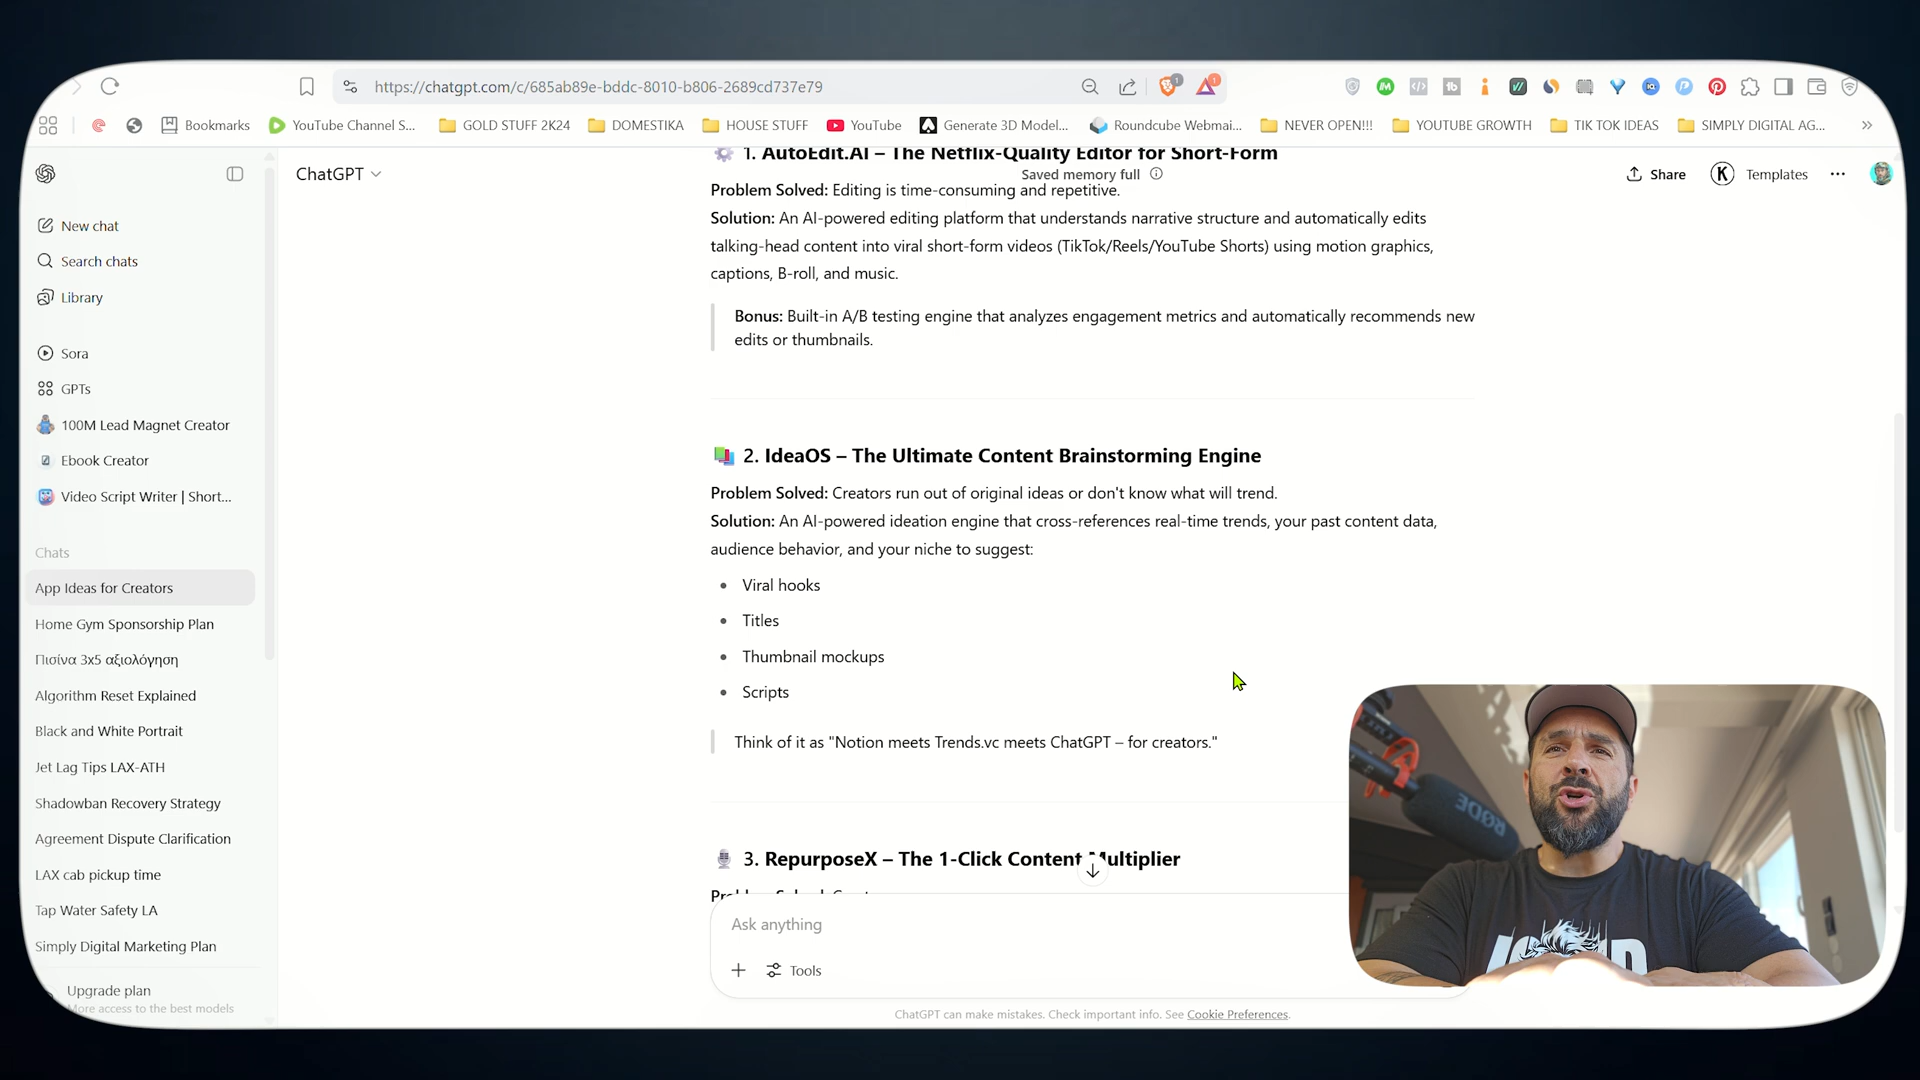 https://chatgpt.com/c/685ab89e-bddc-8010-b806-2689cd737e79
Bookmarks
YouTube Channel S...
GOLD STUFF 2K24
DOMESTIKA
HOUSE STUFF
YouTube
Generate 3D Model...
Roundcube Webmai...
NEVER OPEN!!!
YOUTUBE GROWTH
TIK TOK IDEAS
SIMPLY DIGITAL AG...
ChatGPT
Saved memory full
Share
Templates
New chat
Search chats
Library
Sora
GPTs
100M Lead Magnet Creator
Ebook Creator
Video Script Writer | Short...
Chats
App Ideas for Creators
Home Gym Sponsorship Plan
Πισίνα 3x5 αξιολόγηση
Algorithm Reset Explained
Black and White Portrait
Jet Lag Tips LAX-ATH
Shadowban Recovery Strategy
Agreement Dispute Clarification
LAX cab pickup time
Tap Water Safety LA
Simply Digital Marketing Plan
Upgrade plan
More access to the best models
1. AutoEdit.AI – The Netflix-Quality Editor for Short-Form
Problem Solved: Editing is time-consuming and repetitive.
Solution: An AI-powered editing platform that understands narrative structure and automatically edits
talking-head content into viral short-form videos (TikTok/Reels/YouTube Shorts) using motion graphics,
captions, B-roll, and music.
Bonus: Built-in A/B testing engine that analyzes engagement metrics and automatically recommends new
edits or thumbnails.
2. IdeaOS – The Ultimate Content Brainstorming Engine
Problem Solved: Creators run out of original ideas or don't know what will trend.
Solution: An AI-powered ideation engine that cross-references real-time trends, your past content data,
audience behavior, and your niche to suggest:
• Viral hooks
• Titles
• Thumbnail mockups
• Scripts
Think of it as "Notion meets Trends.vc meets ChatGPT – for creators."
3. RepurposeX – The 1-Click Content Multiplier
Ask anything
Tools
ChatGPT can make mistakes. Check important info. See Cookie Preferences.
RØDE